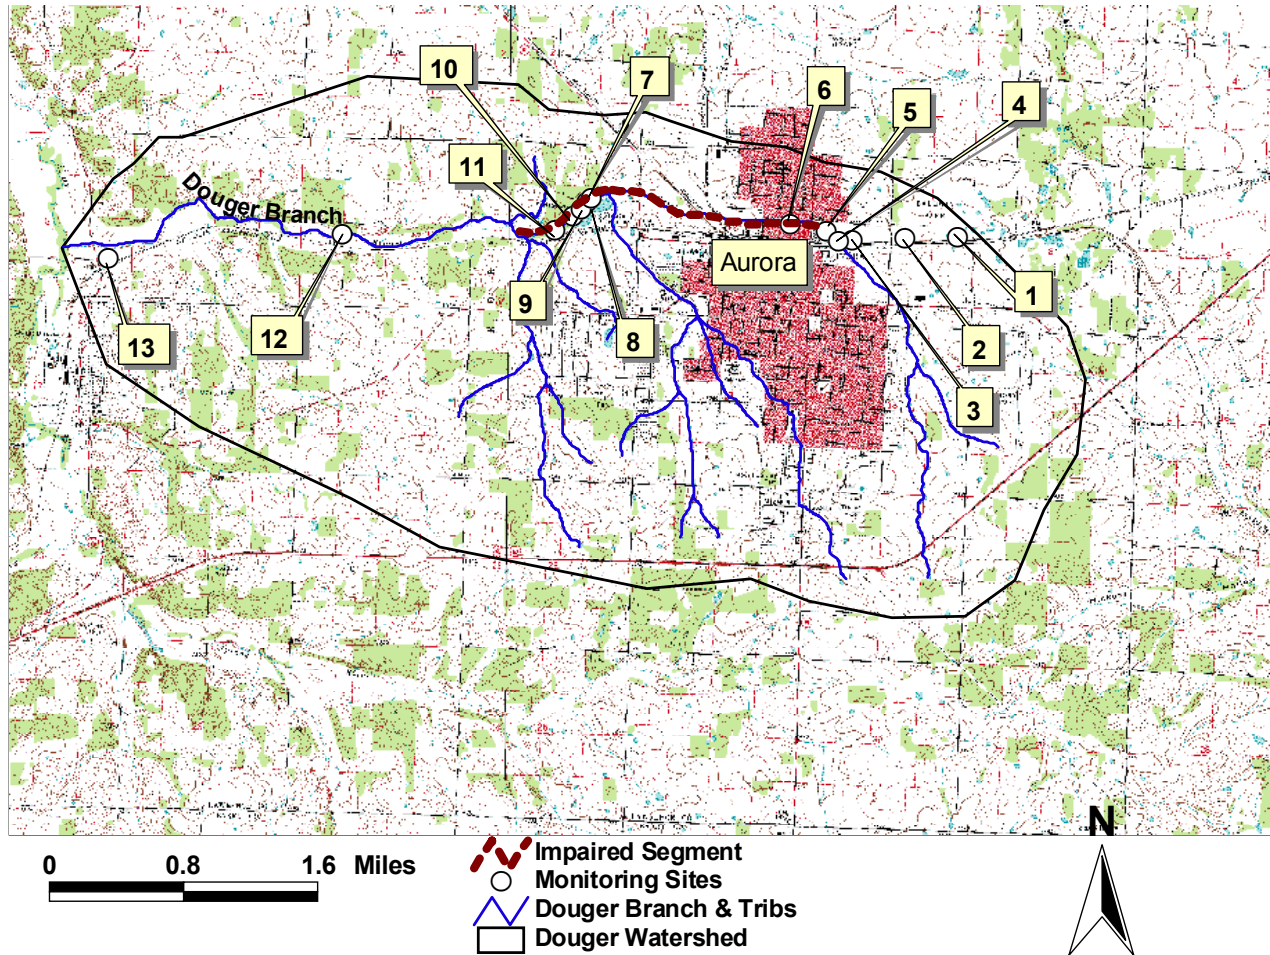 10
7
6
5
4
11
Douger Branch
Aurora
9
8
1
2
3
12
13
N
0 0.8 1.6 Miles
Impaired Segment
Monitoring Sites
Douger Branch & Tribs
Douger Watershed